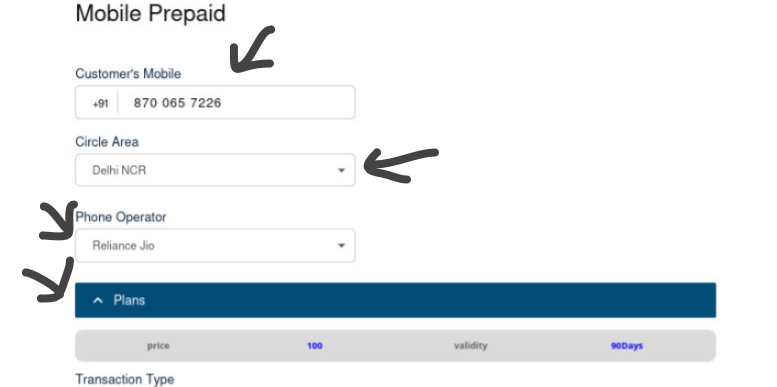 Mobile Prepaid
Customer's Mobile
+91 870 065 7226
Circle Area
Delhi NCR
Phone Operator
Reliance Jio
Plans
price 100 validity 90Days
Transaction Type